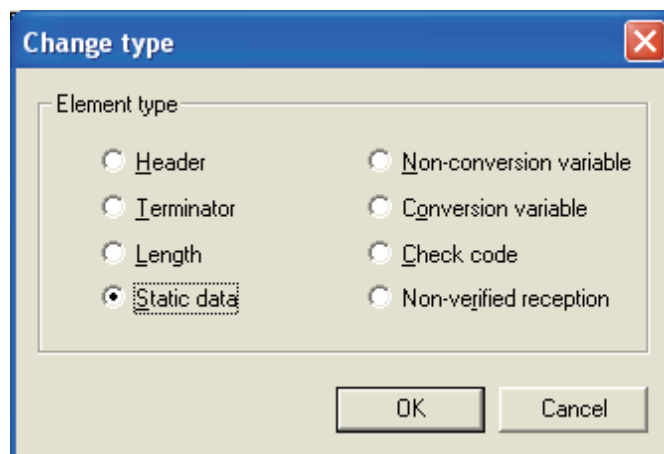 Change type
Element type
Header
Terminator
Length
Static data
Non-conversion variable
Conversion variable
Check code
Non-verified reception
OK
Cancel